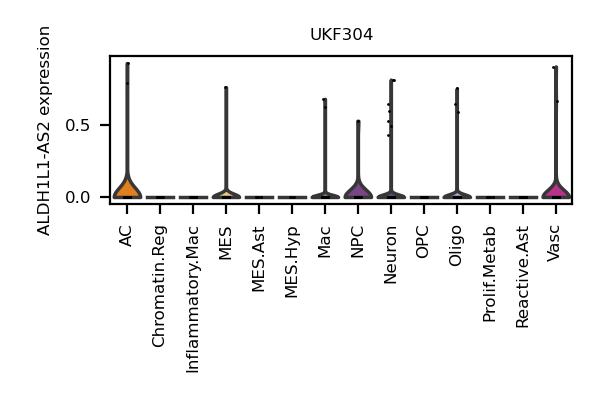 UKF304
ALDH1L1-AS2 expression
0.5
0.0
AC
Chromatin.Reg
Inflammatory.Mac
MES
MES.Ast
MES.Hyp
Mac
NPC
Neuron
OPC
Oligo
Prolif.Metab
Reactive.Ast
Vasc